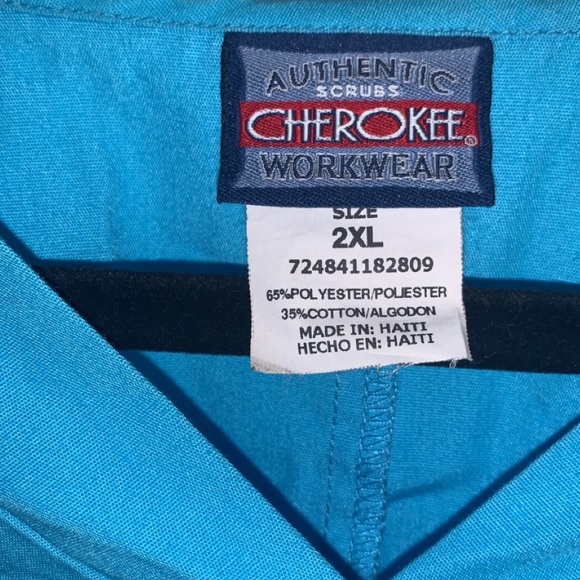 AUTHENTIC
SCRUBS
CHEROKEE®
WORKWEAR
SIZE
2XL
724841182809
65%POLYESTER/POLIESTER
35%COTTON/ALGODON
MADE IN: HAITI
HECHO EN: HAITI